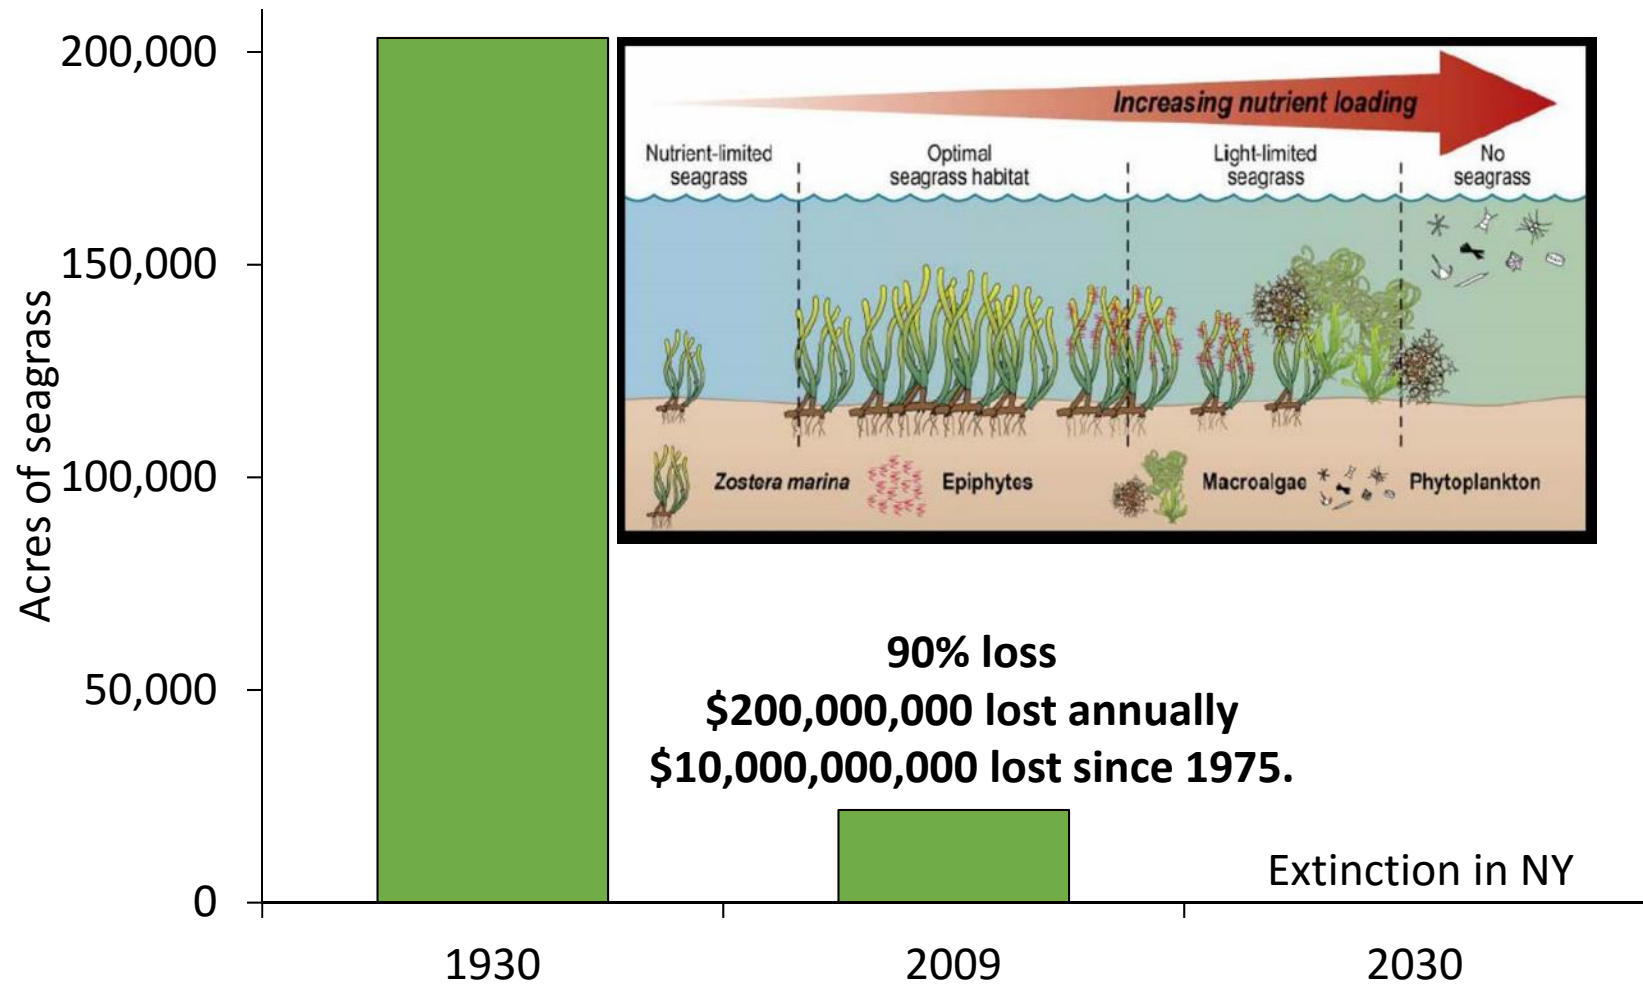 200,000
150,000
100,000
50,000
0
Acres of seagrass
Increasing nutrient loading
Nutrient-limited
seagrass
Optimal
seagrass habitat
Light-limited
seagrass
No
seagrass
Zostera marina
Epiphytes
Macroalgae
Phytoplankton
90% loss
$200,000,000 lost annually
$10,000,000,000 lost since 1975.
Extinction in NY
1930
2009
2030